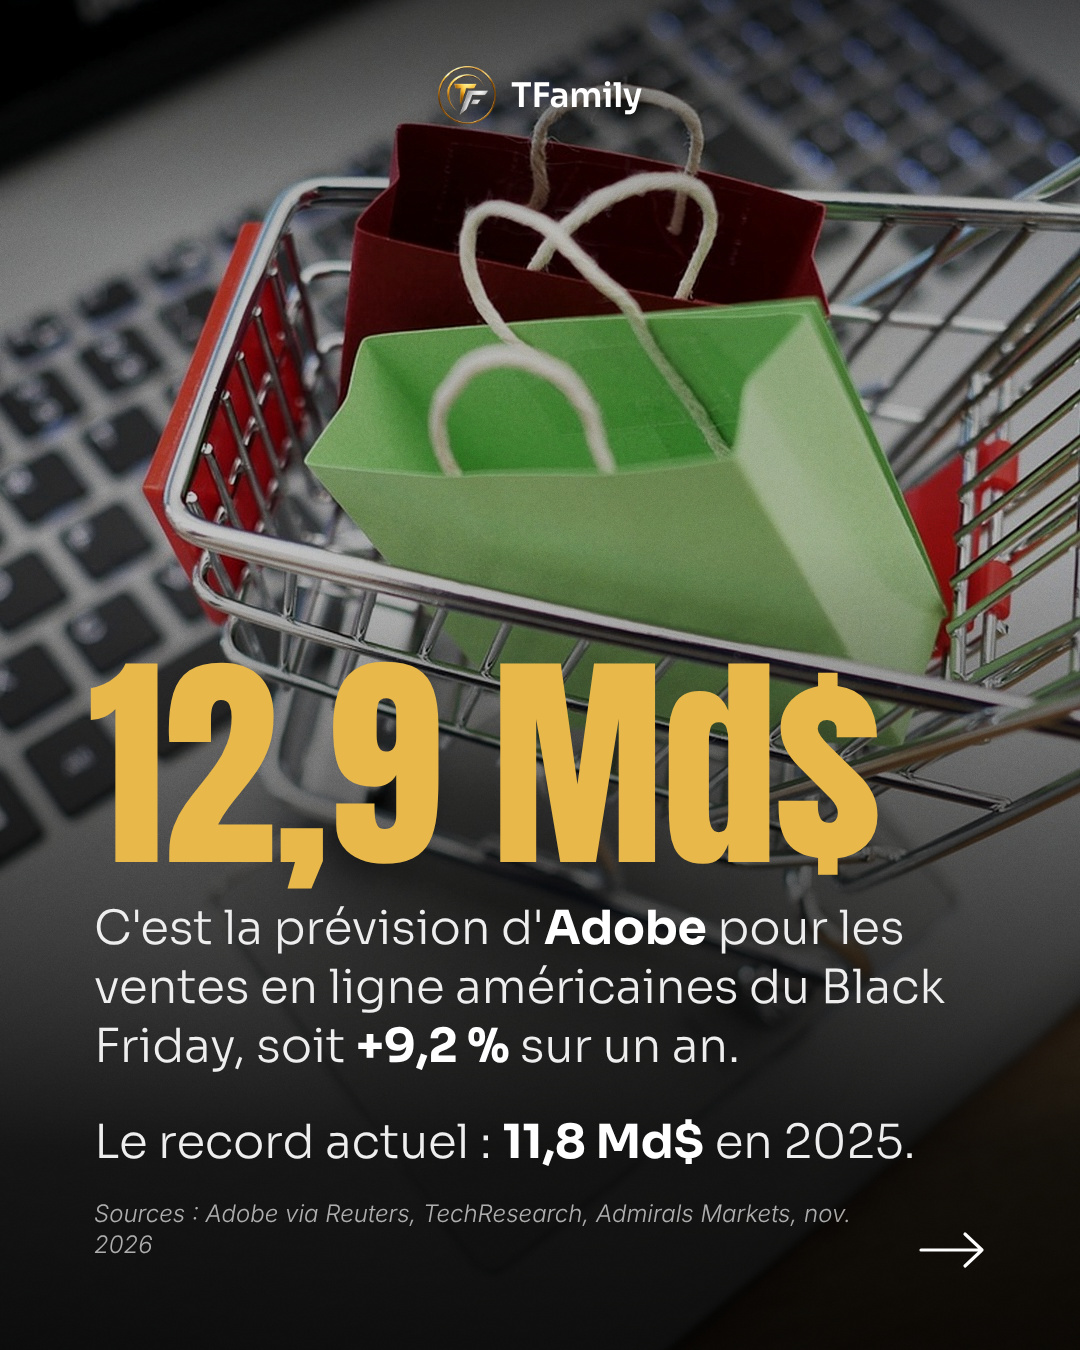 TFamily
12,9 Md$
C'est la prévision d'Adobe pour les
ventes en ligne américaines du Black
Friday, soit +9,2 % sur un an.
Le record actuel : 11,8 Md$ en 2025.
Sources : Adobe via Reuters, TechResearch, Admirals Markets, nov.
2026